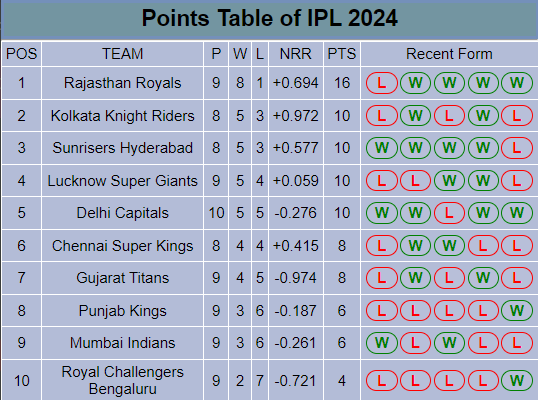 Points Table of IPL 2024
POS TEAM P W L NRR PTS Recent Form
1 Rajasthan Royals 9 8 1 +0.694 16 L W W W W
2 Kolkata Knight Riders 8 5 3 +0.972 10 L W L W L
3 Sunrisers Hyderabad 8 5 3 +0.577 10 W W W W L
4 Lucknow Super Giants 9 5 4 +0.059 10 L L W W L
5 Delhi Capitals 10 5 5 -0.276 10 W W L W W
6 Chennai Super Kings 8 4 4 +0.415 8 L W W L L
7 Gujarat Titans 9 4 5 -0.974 8 L W L W L
8 Punjab Kings 9 3 6 -0.187 6 L L L L W
9 Mumbai Indians 9 3 6 -0.261 6 W L W L L
10 Royal Challengers
Bengaluru 9 2 7 -0.721 4 L L L L W